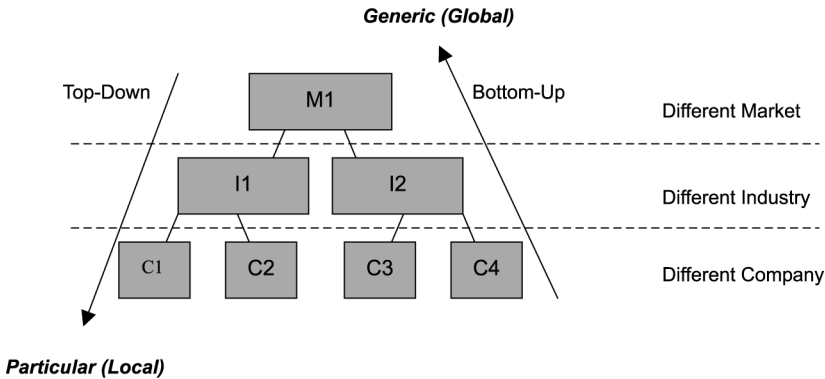 Generic (Global)
Top-Down
Bottom-Up
M1
Different Market
I1
I2
Different Industry
C1
C2
C3
C4
Different Company
Particular (Local)